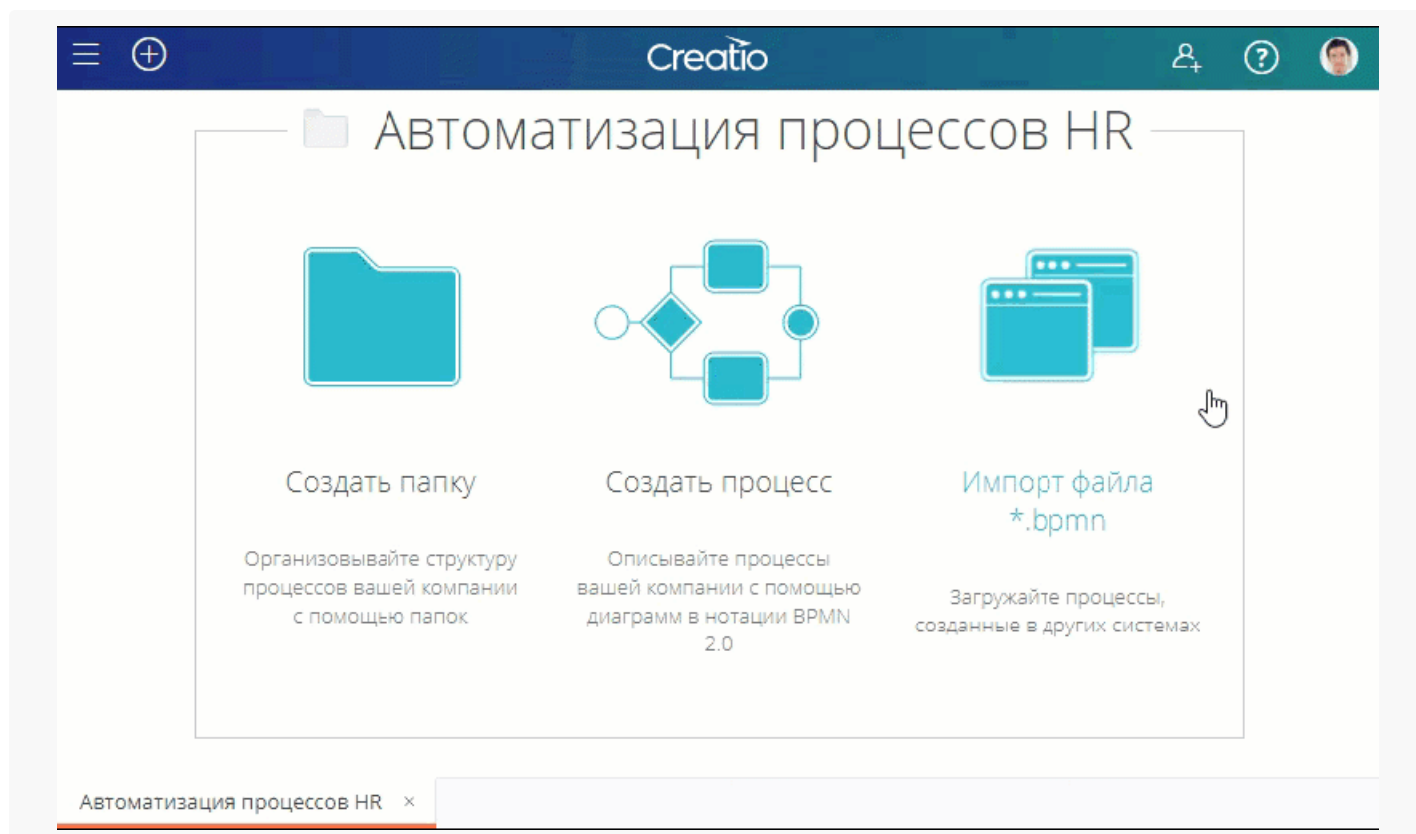 Creatio
Автоматизация процессов HR
Создать папку
Организовывайте структуру
процессов вашей компании
с помощью папок
Создать процесс
Описывайте процессы
вашей компании с помощью
диаграмм в нотации BPMN
2.0
Импорт файла
*.bpmn
Загружайте процессы,
созданные в других системах
Автоматизация процессов HR ×